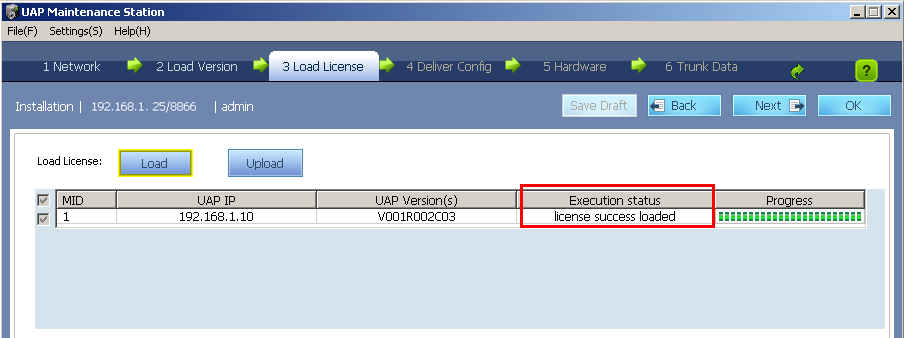 UAP Maintenance Station
File(F) Settings(S) Help(H)
1 Network 2 Load Version 3 Load License 4 Deliver Config 5 Hardware 6 Trunk Data ?
Installation | 192.168.1. 25/8866 | admin Save Draft Back Next OK
Load License: Load Upload
MID UAP IP UAP Version(s) Execution status Progress
1 192.168.1.10 V001R002C03 license success loaded